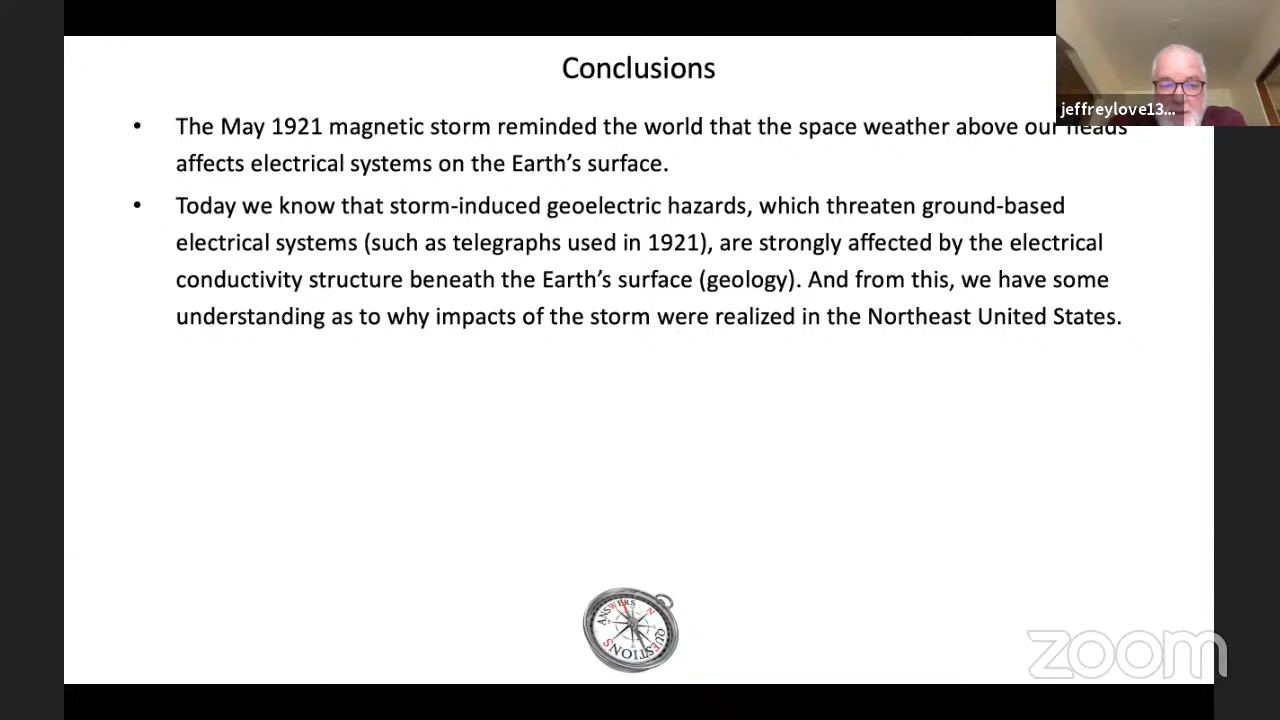 Conclusions
jeffreylove13...
• The May 1921 magnetic storm reminded the world that the space weather above our heads
affects electrical systems on the Earth’s surface.
• Today we know that storm-induced geoelectric hazards, which threaten ground-based
electrical systems (such as telegraphs used in 1921), are strongly affected by the electrical
conductivity structure beneath the Earth’s surface (geology). And from this, we have some
understanding as to why impacts of the storm were realized in the Northeast United States.
ANSWERS
N
QUESTIONS
S
zoom